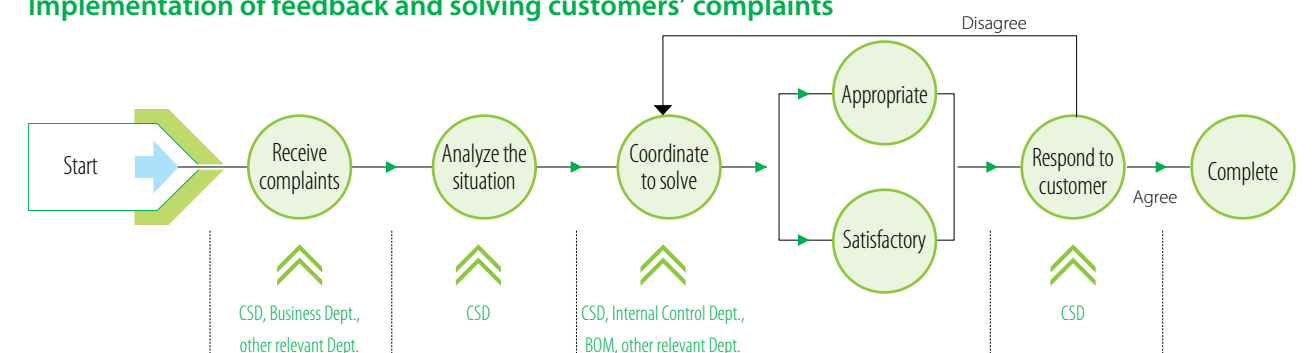 Implementation of feedback and solving customers' complaints
Disagree
Start
Receive
complaints
Analyze the
situation
Coordinate
to solve
Appropriate
Satisfactory
Respond to
customer
Agree
Complete
CSD, Business Dept.,
other relevant Dept.
CSD
CSD, Internal Control Dept.,
BOM, other relevant Dept.
CSD